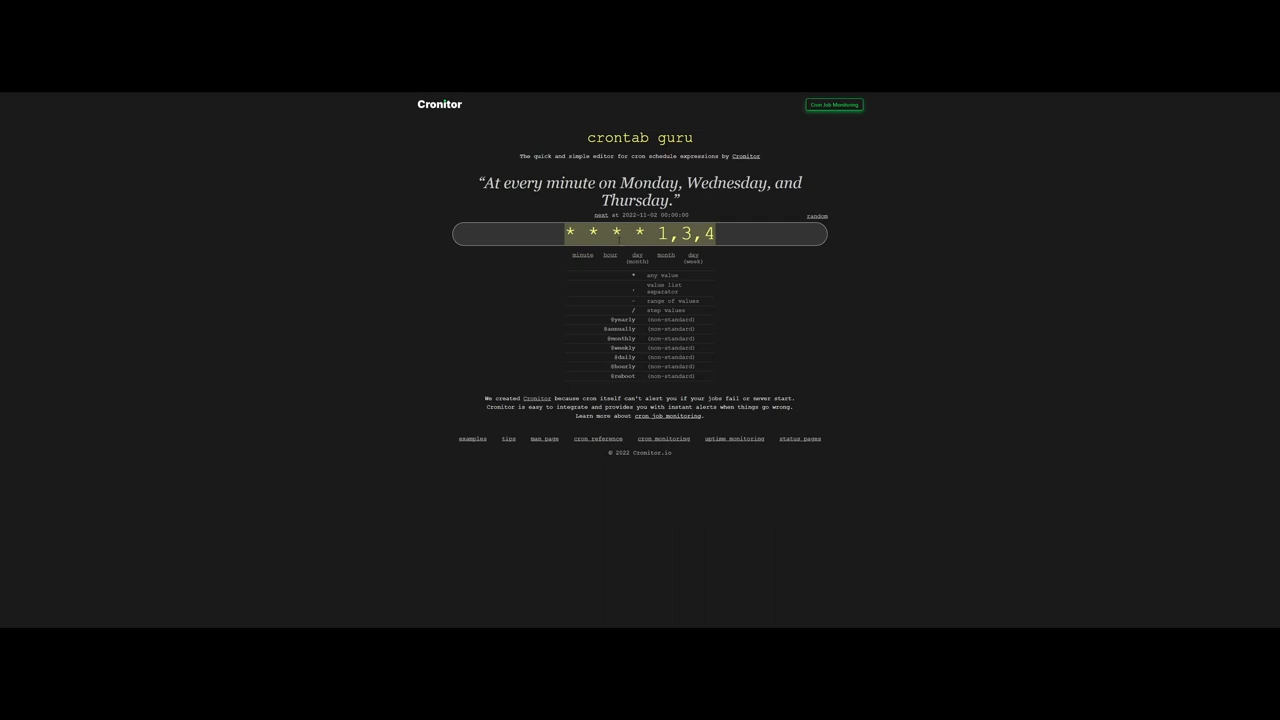 Cronitor
Cron Job Monitoring
crontab guru
The quick and simple editor for cron schedule expressions by Cronitor
“At every minute on Monday, Wednesday, and
Thursday.”
next at 2022-11-02 00:00:00
random
* * * * 1,3,4
minute hour day month day
(month) (week)
* any value
, value list
separator
- range of values
/ step values
@yearly (non-standard)
@annually (non-standard)
@monthly (non-standard)
@weekly (non-standard)
@daily (non-standard)
@hourly (non-standard)
@reboot (non-standard)
We created Cronitor because cron itself can't alert you if your jobs fail or never start.
Cronitor is easy to integrate and provides you with instant alerts when things go wrong.
Learn more about cron job monitoring.
examples tips man page cron reference cron monitoring uptime monitoring status pages
© 2022 Cronitor.io